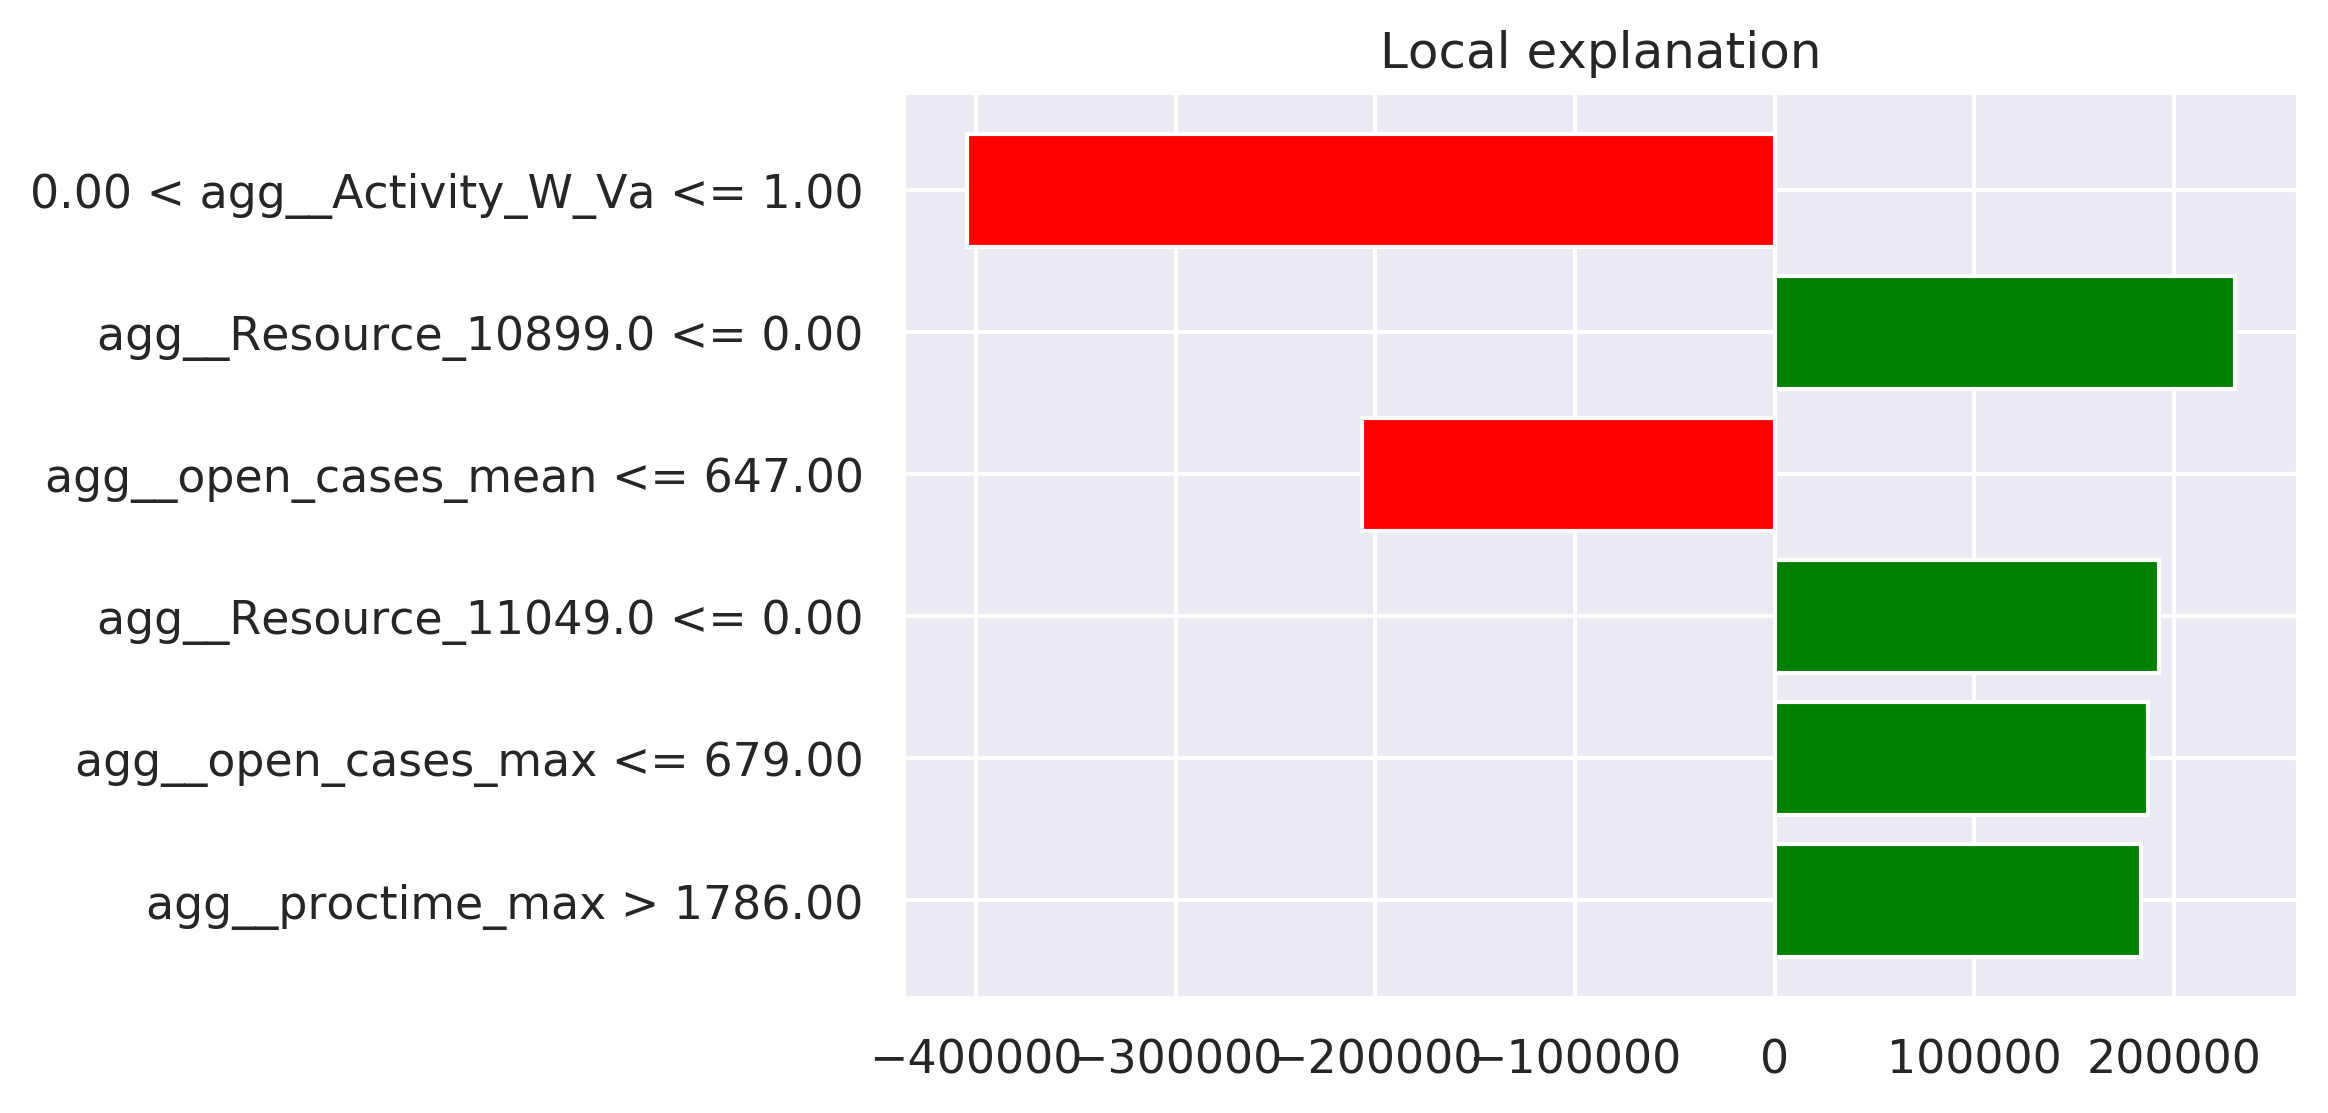 Local explanation
0.00 < agg__Activity_W_Va <= 1.00
agg__Resource_10899.0 <= 0.00
agg__open_cases_mean <= 647.00
agg__Resource_11049.0 <= 0.00
agg__open_cases_max <= 679.00
agg__proctime_max > 1786.00
−400000 −300000 −200000 −100000 0 100000 200000